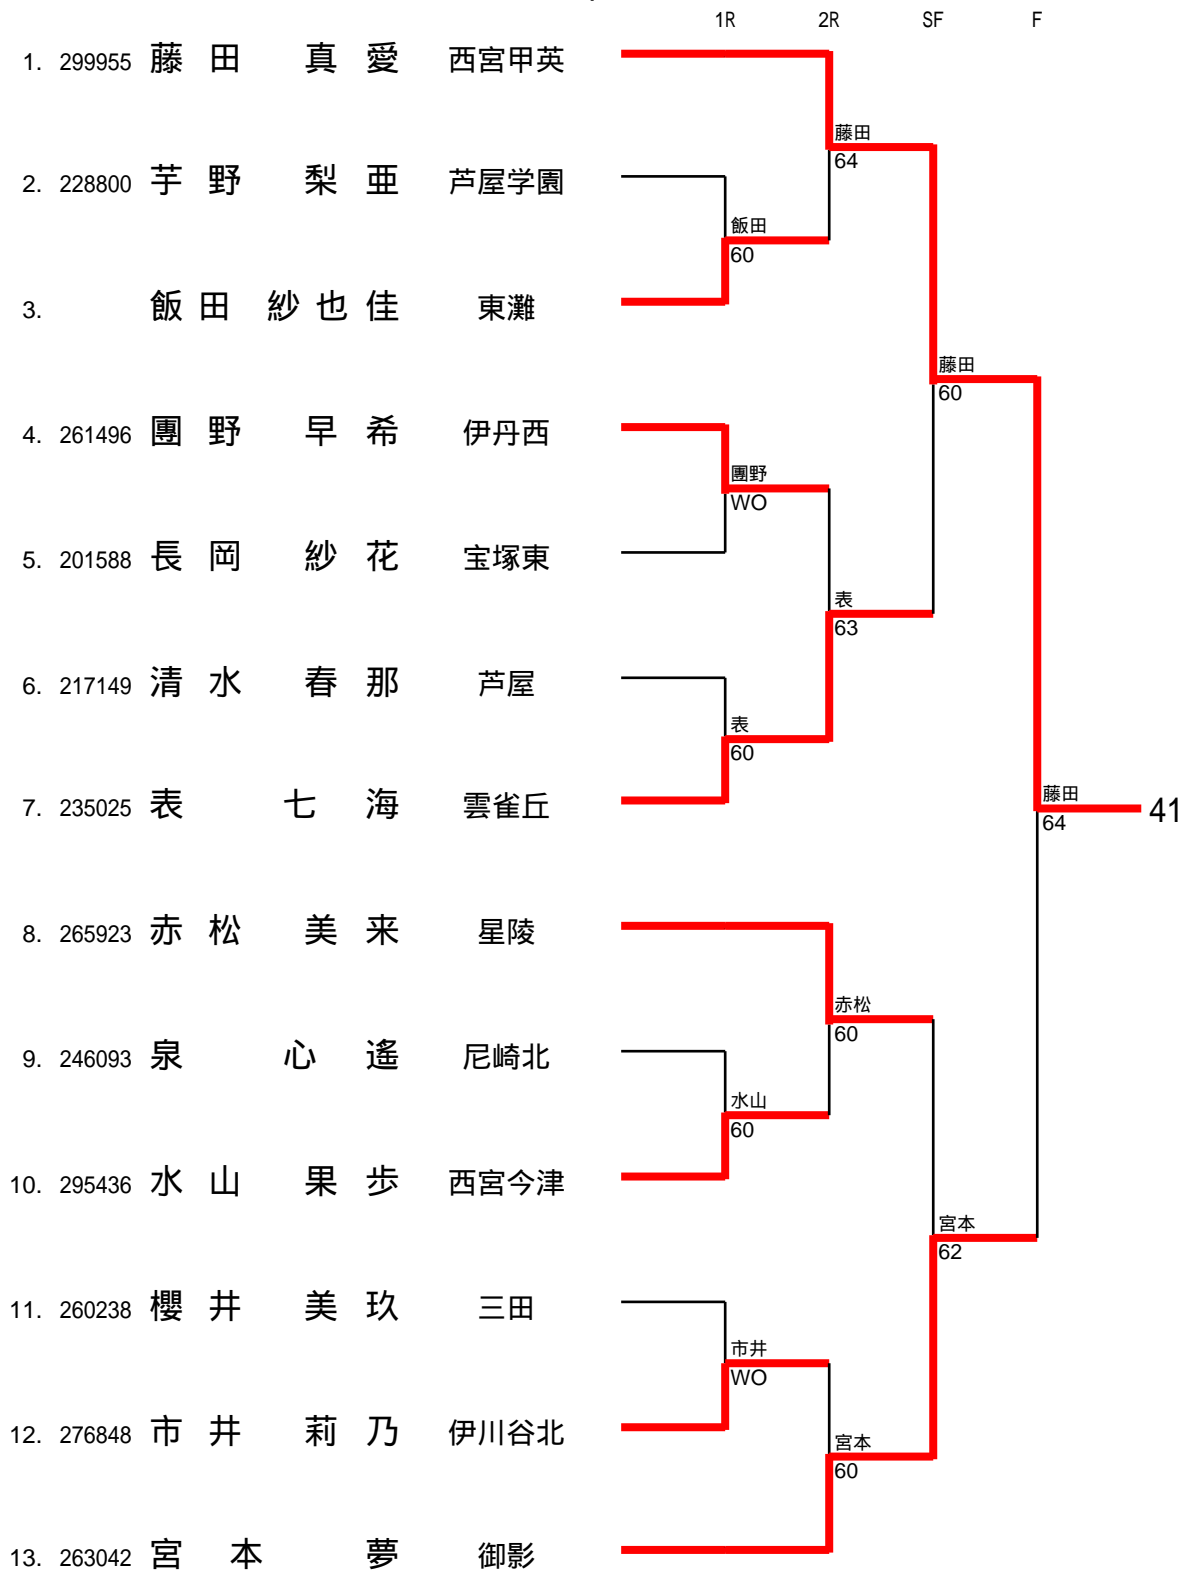 1R 2R SF F
1. 299955 藤田 真愛 西宮甲英
藤田
64
2. 228800 芋野 梨亜 芦屋学園
飯田
60
3. 飯田 紗也佳 東灘
藤田
60
4. 261496 團野 早希 伊丹西
團野
WO
5. 201588 長岡 紗花 宝塚東
表
63
6. 217149 清水 春那 芦屋
表
60
7. 235025 表 七海 雲雀丘
藤田
64
41
8. 265923 赤松 美来 星陵
赤松
60
9. 246093 泉 心遙 尼崎北
水山
60
10. 295436 水山 果歩 西宮今津
宮本
62
11. 260238 櫻井 美玖 三田
市井
WO
12. 276848 市井 莉乃 伊川谷北
宮本
60
13. 263042 宮本 夢 御影